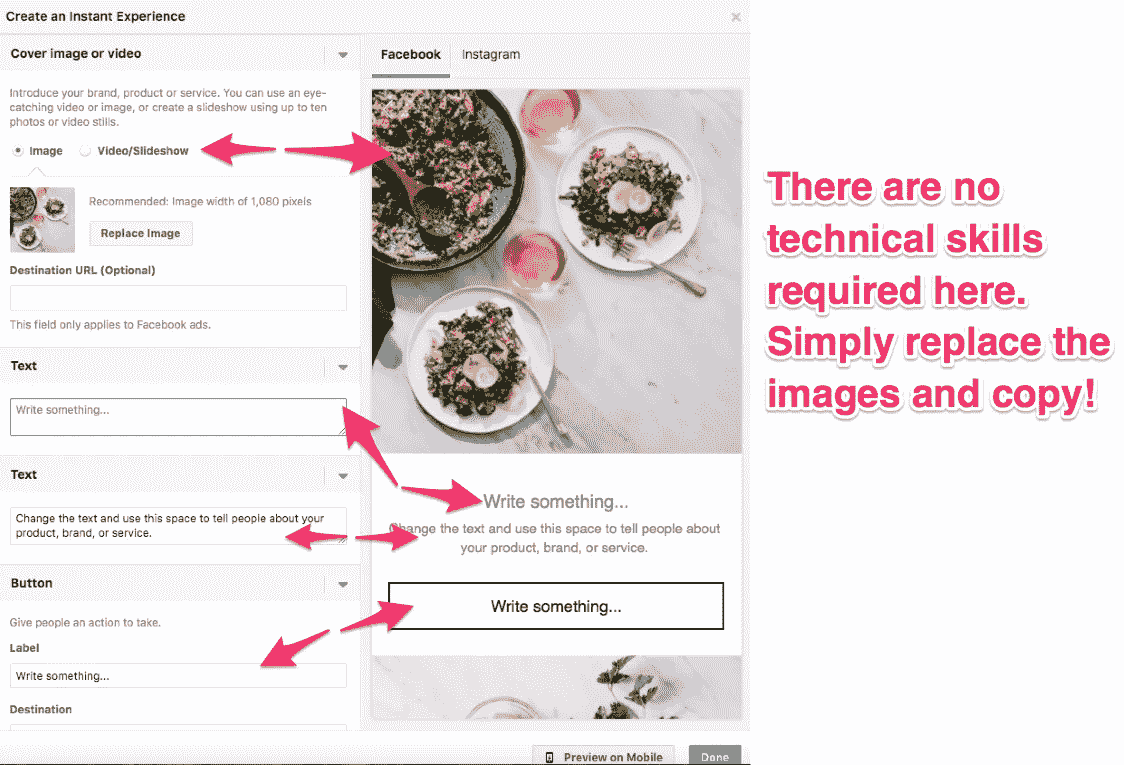 Create an Instant Experience
Cover image or video
Introduce your brand, product or service. You can use an eye-
catching video or image, or create a slideshow using up to ten
photos or video stills.
Image Video/Slideshow
Recommended: Image width of 1,080 pixels
Replace Image
Destination URL (Optional)
This field only applies to Facebook ads.
Text
Write something...
Text
Change the text and use this space to tell people about your
product, brand, or service.
Button
Give people an action to take.
Label
Write something...
Destination
Facebook Instagram
Write something...
Change the text and use this space to tell people about
your product, brand, or service.
Write something...
Preview on Mobile Done
There are no
technical skills
required here.
Simply replace the
images and copy!